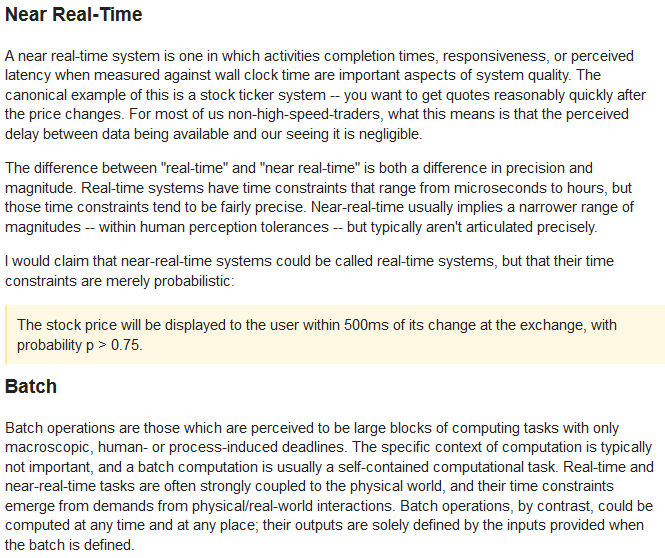 Near Real-Time
A near real-time system is one in which activities completion times, responsiveness, or perceived
latency when measured against wall clock time are important aspects of system quality. The
canonical example of this is a stock ticker system -- you want to get quotes reasonably quickly after
the price changes. For most of us non-high-speed-traders, what this means is that the perceived
delay between data being available and our seeing it is negligible.
The difference between "real-time" and "near real-time" is both a difference in precision and
magnitude. Real-time systems have time constraints that range from microseconds to hours, but
those time constraints tend to be fairly precise. Near-real-time usually implies a narrower range of
magnitudes -- within human perception tolerances -- but typically aren't articulated precisely.
I would claim that near-real-time systems could be called real-time systems, but that their time
constraints are merely probabilistic:
The stock price will be displayed to the user within 500ms of its change at the exchange, with
probability p > 0.75.
Batch
Batch operations are those which are perceived to be large blocks of computing tasks with only
macroscopic, human- or process-induced deadlines. The specific context of computation is typically
not important, and a batch computation is usually a self-contained computational task. Real-time and
near-real-time tasks are often strongly coupled to the physical world, and their time constraints
emerge from demands from physical/real-world interactions. Batch operations, by contrast, could be
computed at any time and at any place; their outputs are solely defined by the inputs provided when
the batch is defined.